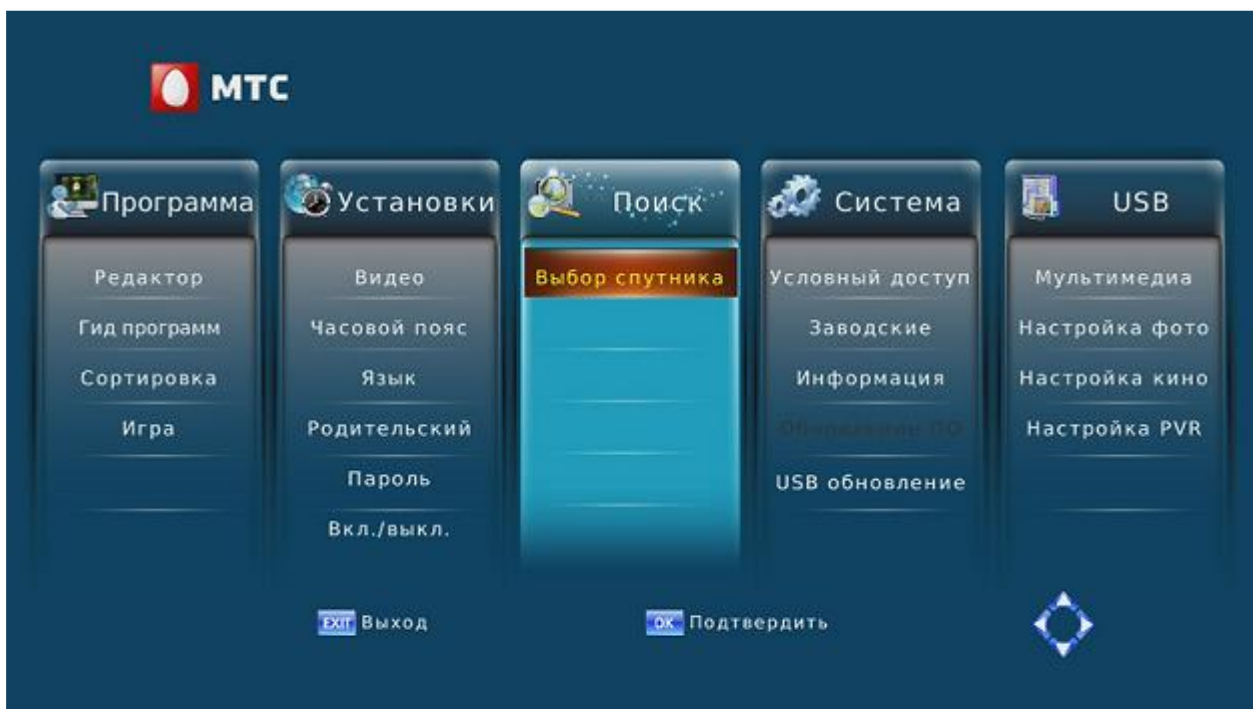 МТС
Программа
Редактор
Гид программ
Сортировка
Игра
Установки
Видео
Часовой пояс
Язык
Родительский
Пароль
Вкл./выкл.
Поиск
Выбор спутника
Система
Условный доступ
Заводские
Информация
Обновление ПО
USB обновление
USB
Мультимедиа
Настройка фото
Настройка кино
Настройка PVR
EXIT Выход
OK Подтвердить